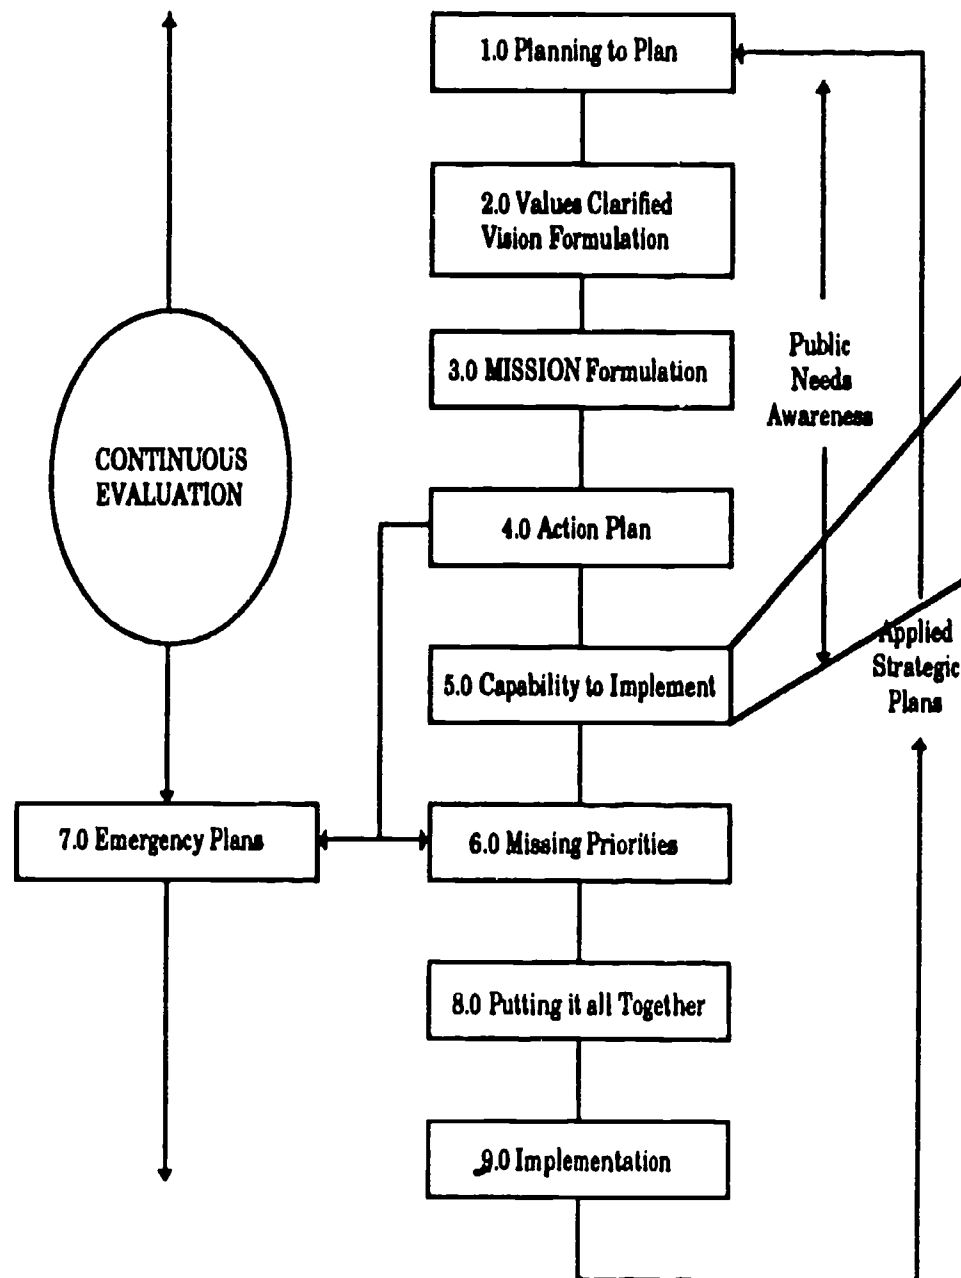 1.0 Planning to Plan
2.0 Values Clarified
Vision Formulation
3.0 MISSION Formulation
Public
Needs
Awareness
CONTINUOUS
EVALUATION
4.0 Action Plan
5.0 Capability to Implement
Applied
Strategic
Plans
7.0 Emergency Plans
6.0 Missing Priorities
8.0 Putting it all Together
9.0 Implementation